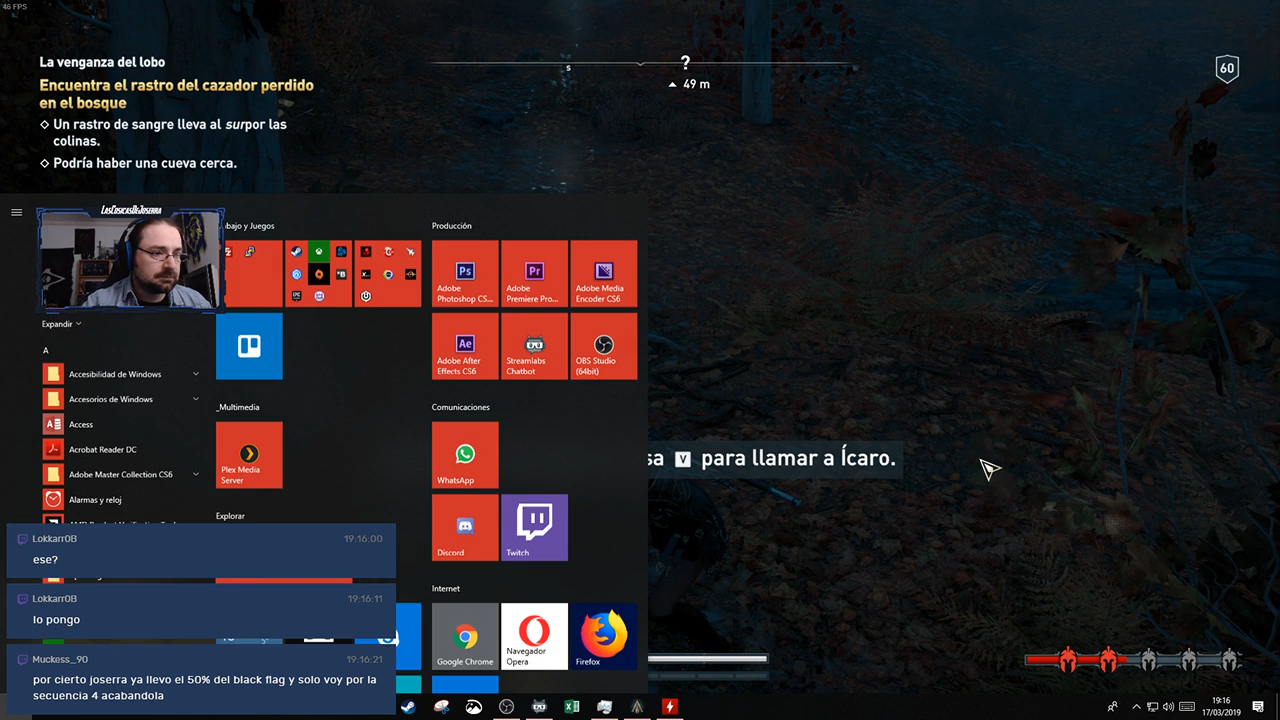 46 FPS
La venganza del lobo
Encuentra el rastro del cazador perdido
en el bosque
Un rastro de sangre lleva al surpor las
colinas.
Podría haber una cueva cerca.
S
?
49 m
60
LasCosicasDeJoserra
bajo y Juegos
Producción
Adobe
Photoshop CS...
Adobe
Premiere Pro...
Adobe Media
Encoder CS6
Adobe After
Effects CS6
Streamlabs
Chatbot
OBS Studio
(64bit)
Expandir
A
Accesibilidad de Windows
Accesorios de Windows
Access
Acrobat Reader DC
Adobe Master Collection CS6
Alarmas y reloj
_Multimedia
Plex Media
Server
Explorar
Comunicaciones
WhatsApp
Discord
Twitch
Internet
Google Chrome
Navegador
Opera
Firefox
sa V para llamar a Ícaro.
Lokkarr0B 19:16:00
ese?
Lokkarr0B 19:16:11
lo pongo
Muckess_90 19:16:21
por cierto joserra ya llevo el 50% del black flag y solo voy por la
secuencia 4 acabandola
19:16
17/03/2019